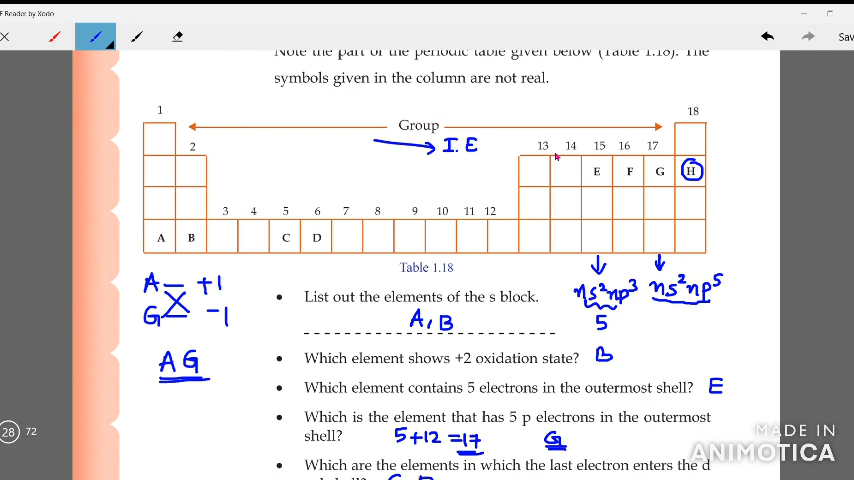 F Reader by Xodo
Sav
Note the part of the periodic table given below (Table 1.18). The
symbols given in the column are not real.
1
18
Group
I.E
2
13 14 15 16 17
E F G H
3 4 5 6 7 8 9 10 11 12
A B C D
Table 1.18
ns²np³ ns²np⁵
A +1
G -1
5
• List out the elements of the s block.
A, B
AG
• Which element shows +2 oxidation state? B
• Which element contains 5 electrons in the outermost shell? E
• Which is the element that has 5 p electrons in the outermost
shell? 5+12 =17 G
28 72
• Which are the elements in which the last electron enters the d
MADE IN
ANIMOTICA